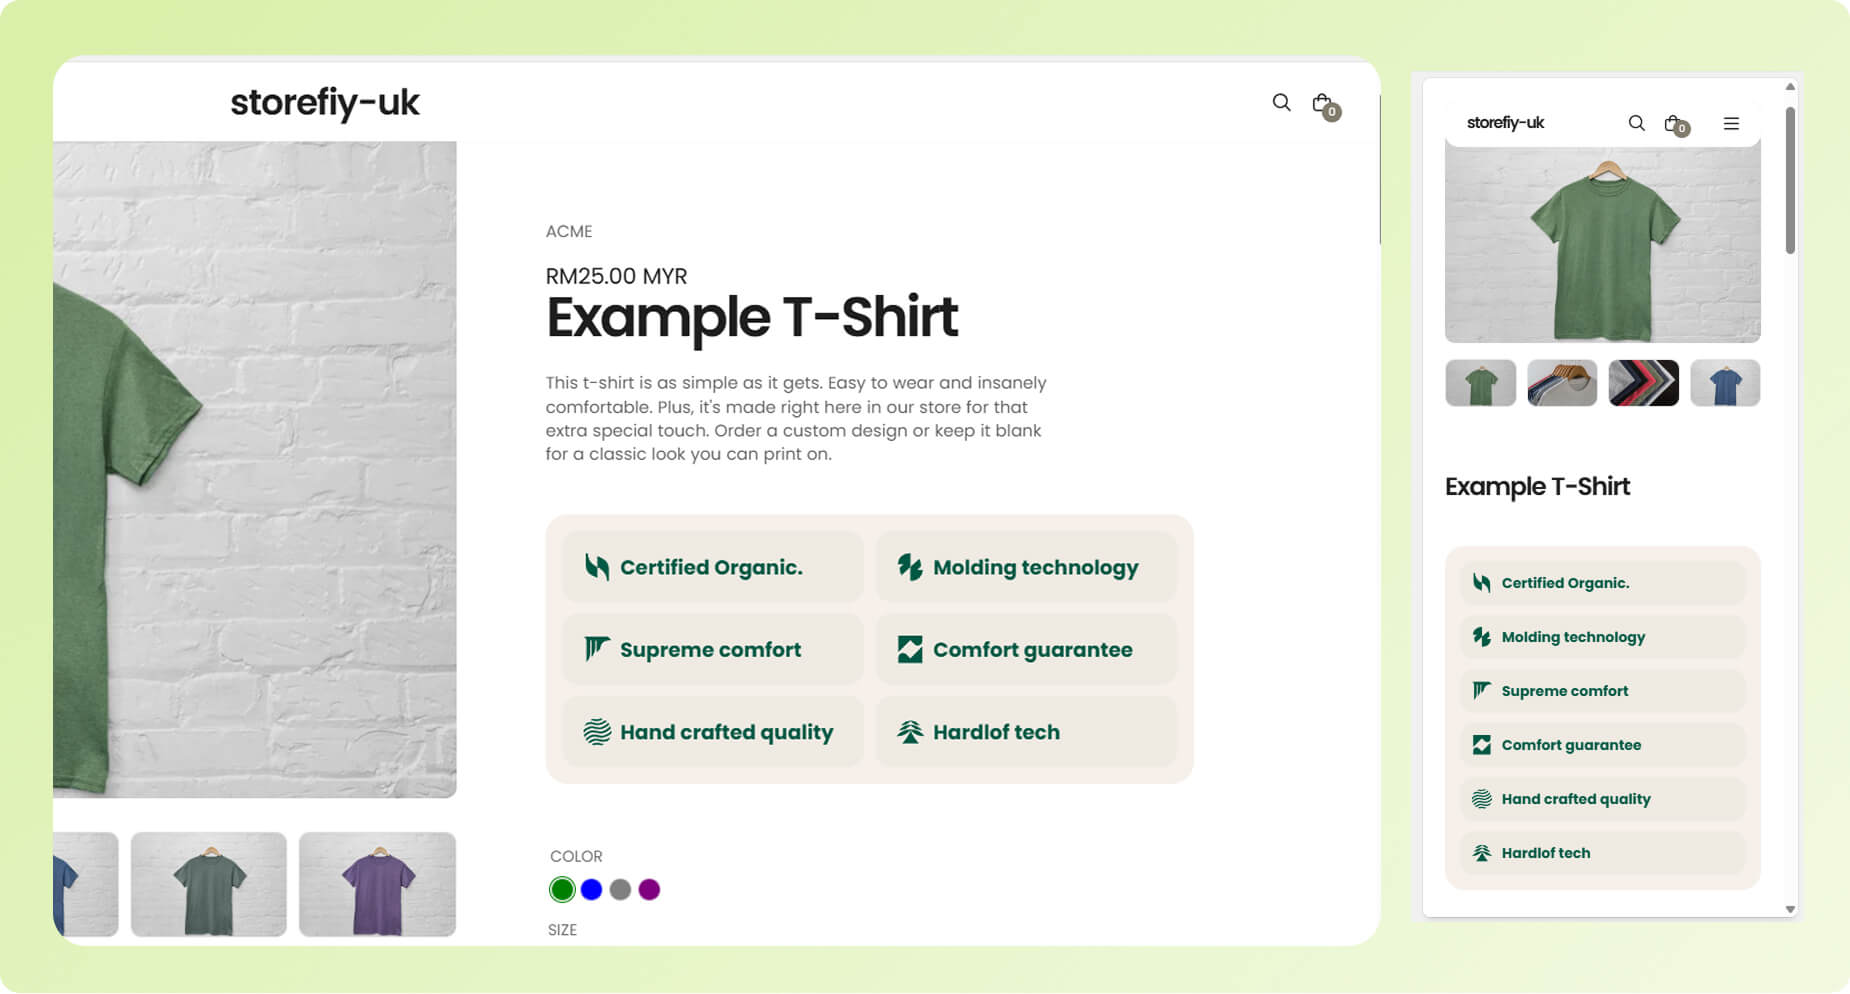 storefiy-uk
0
ACME
RM25.00 MYR
Example T-Shirt
This t-shirt is as simple as it gets. Easy to wear and insanely
comfortable. Plus, it's made right here in our store for that
extra special touch. Order a custom design or keep it blank
for a classic look you can print on.
Certified Organic.
Molding technology
Supreme comfort
Comfort guarantee
Hand crafted quality
Hardlof tech
COLOR
SIZE
storefiy-uk
0
Example T-Shirt
Certified Organic.
Molding technology
Supreme comfort
Comfort guarantee
Hand crafted quality
Hardlof tech